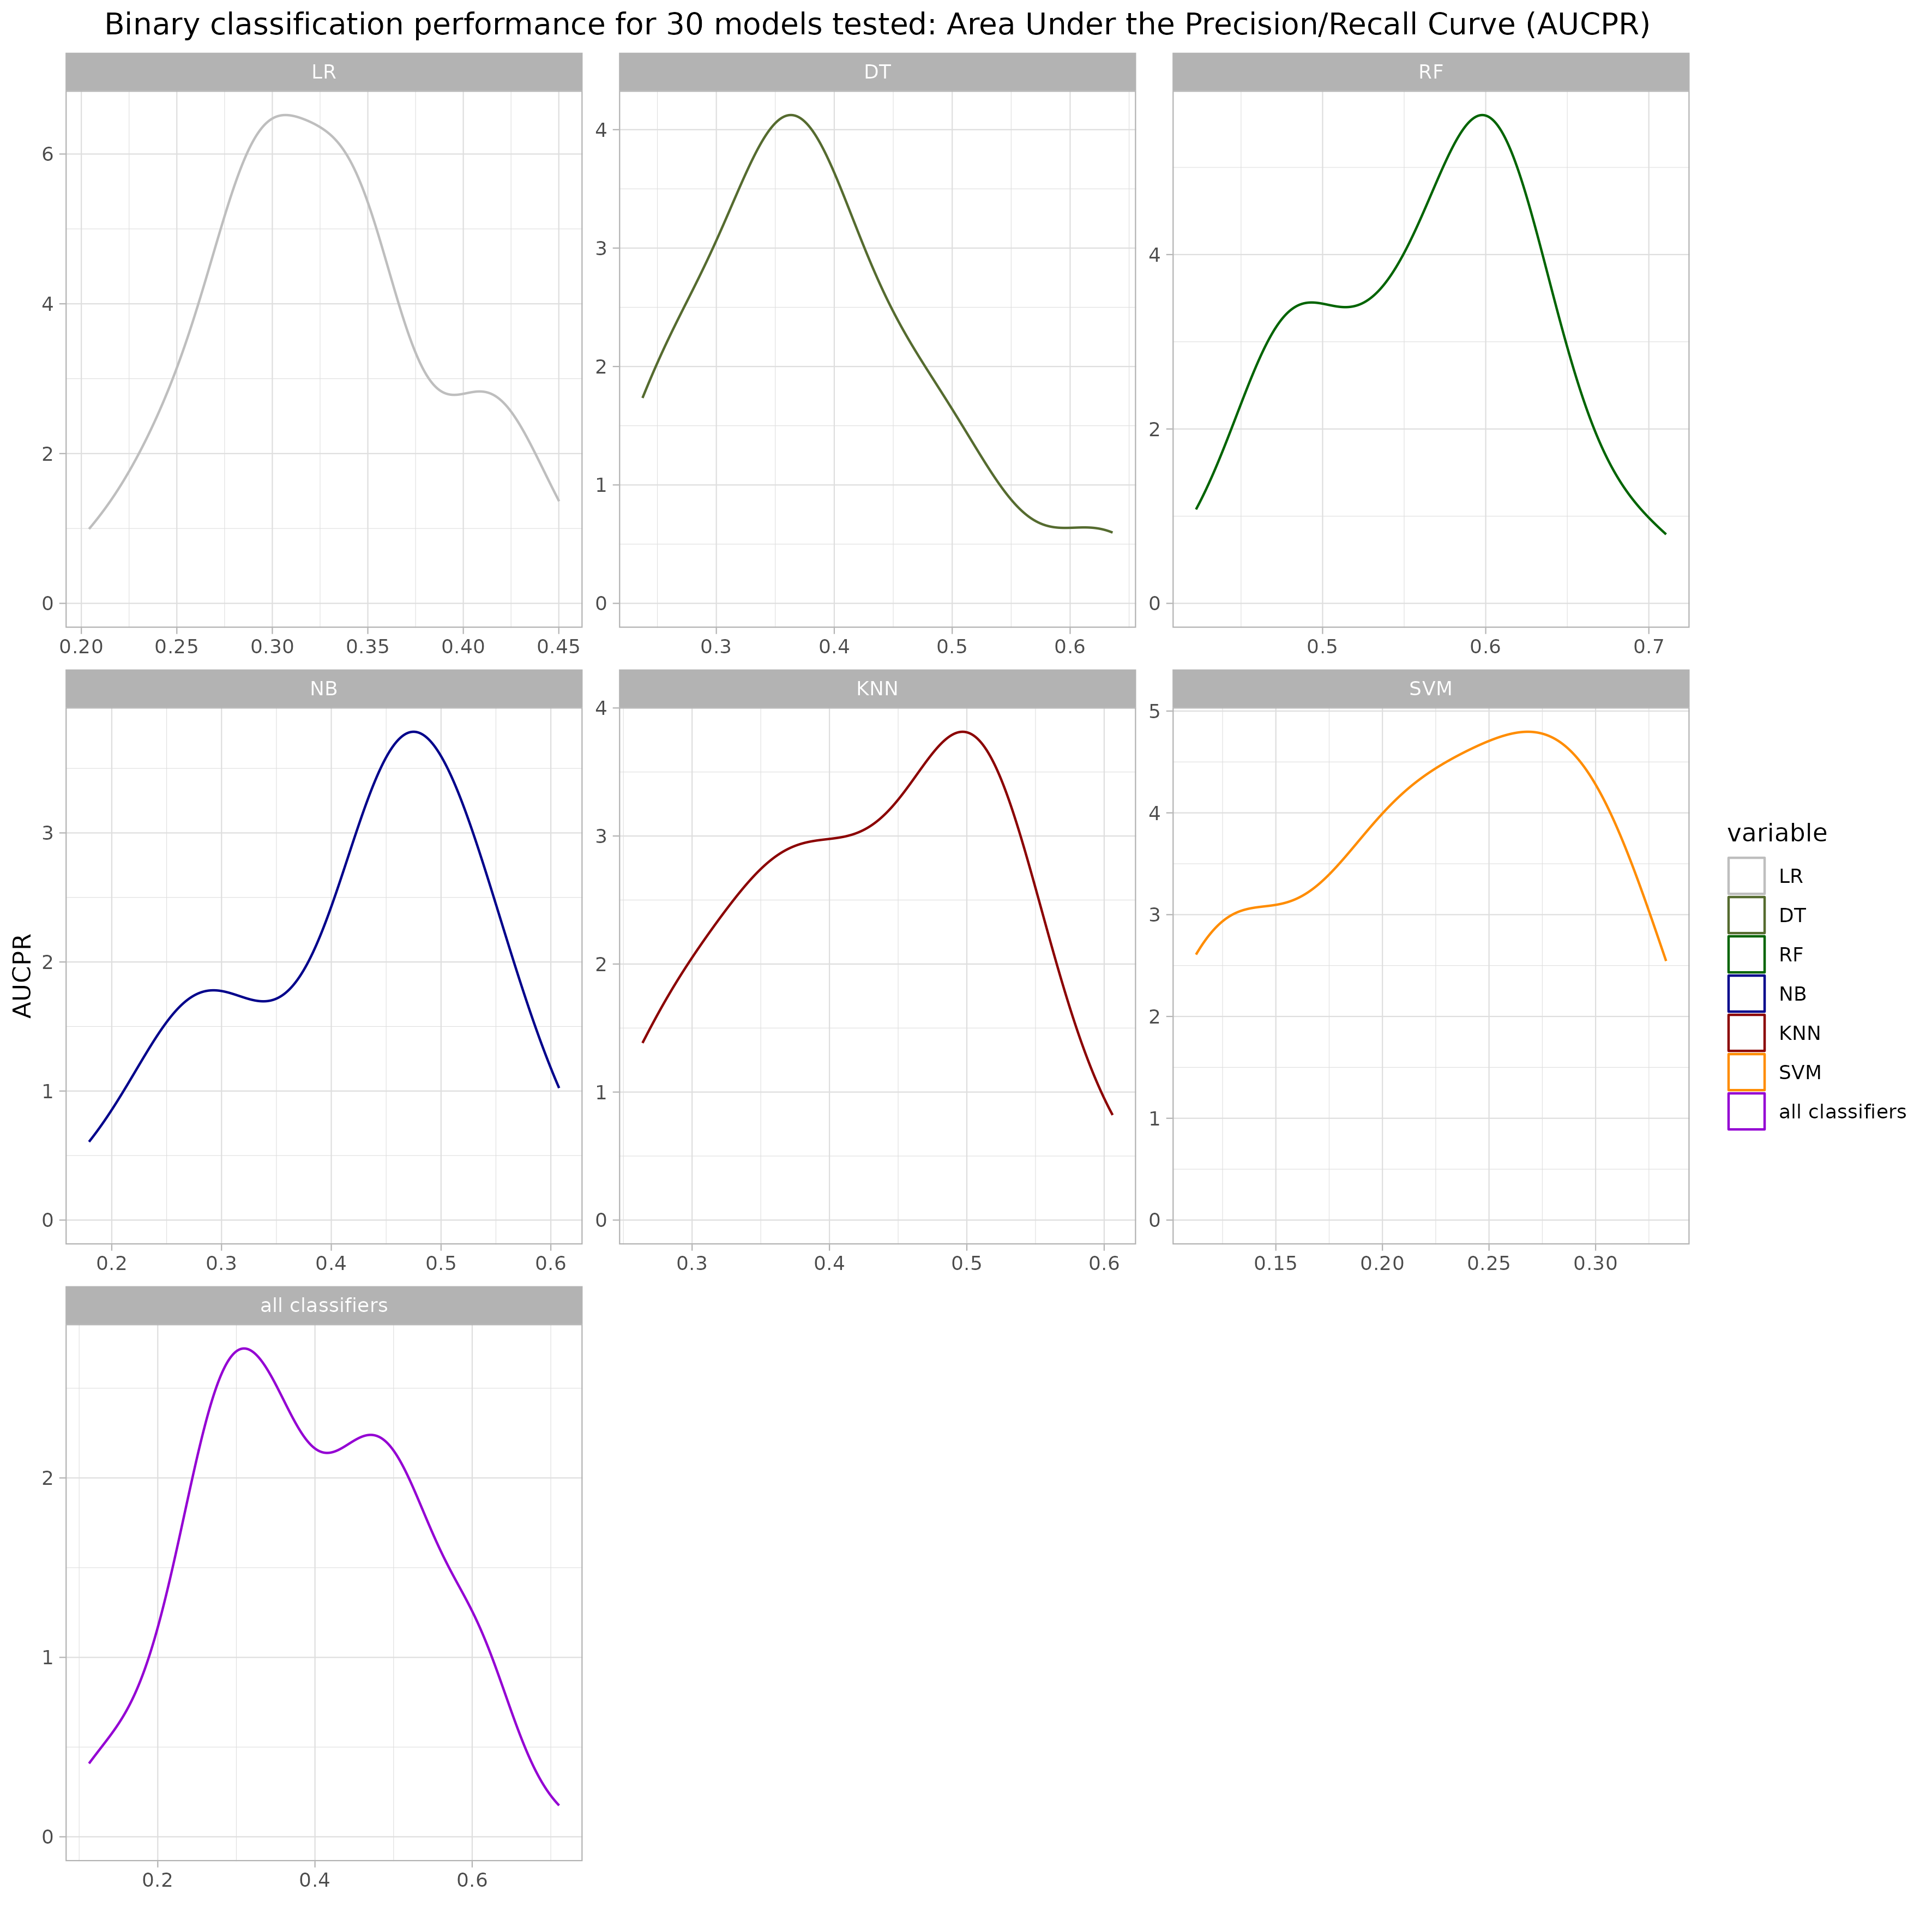 Binary classification performance for 30 models tested: Area Under the Precision/Recall Curve (AUCPR)
LR
DT
RF
6
4
2
0
0.20 0.25 0.30 0.35 0.40 0.45
4
3
2
1
0
0.3 0.4 0.5 0.6
4
2
0
0.5 0.6 0.7
NB
KNN
SVM
3
2
1
0
0.2 0.3 0.4 0.5 0.6
4
3
2
1
0
0.3 0.4 0.5 0.6
5
4
3
2
1
0
0.15 0.20 0.25 0.30
AUCPR
all classifiers
2
1
0
0.2 0.4 0.6
variable
LR
DT
RF
NB
KNN
SVM
all classifiers